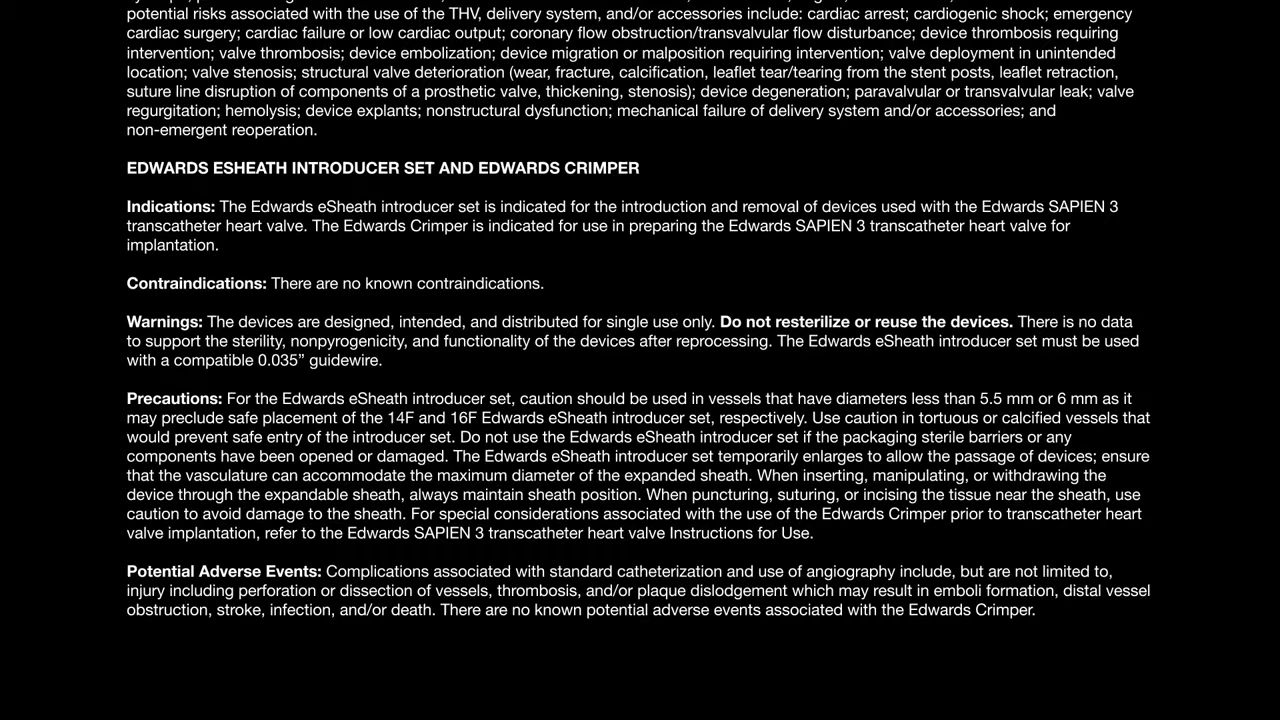 potential risks associated with the use of the THV, delivery system, and/or accessories include: cardiac arrest; cardiogenic shock; emergency
cardiac surgery; cardiac failure or low cardiac output; coronary flow obstruction/transvalvular flow disturbance; device thrombosis requiring
intervention; valve thrombosis; device embolization; device migration or malposition requiring intervention; valve deployment in unintended
location; valve stenosis; structural valve deterioration (wear, fracture, calcification, leaflet tear/tearing from the stent posts, leaflet retraction,
suture line disruption of components of a prosthetic valve, thickening, stenosis); device degeneration; paravalvular or transvalvular leak; valve
regurgitation; hemolysis; device explants; nonstructural dysfunction; mechanical failure of delivery system and/or accessories; and
non-emergent reoperation.
EDWARDS ESHEATH INTRODUCER SET AND EDWARDS CRIMPER
Indications: The Edwards eSheath introducer set is indicated for the introduction and removal of devices used with the Edwards SAPIEN 3
transcatheter heart valve. The Edwards Crimper is indicated for use in preparing the Edwards SAPIEN 3 transcatheter heart valve for
implantation.
Contraindications: There are no known contraindications.
Warnings: The devices are designed, intended, and distributed for single use only. Do not resterilize or reuse the devices. There is no data
to support the sterility, nonpyrogenicity, and functionality of the devices after reprocessing. The Edwards eSheath introducer set must be used
with a compatible 0.035” guidewire.
Precautions: For the Edwards eSheath introducer set, caution should be used in vessels that have diameters less than 5.5 mm or 6 mm as it
may preclude safe placement of the 14F and 16F Edwards eSheath introducer set, respectively. Use caution in tortuous or calcified vessels that
would prevent safe entry of the introducer set. Do not use the Edwards eSheath introducer set if the packaging sterile barriers or any
components have been opened or damaged. The Edwards eSheath introducer set temporarily enlarges to allow the passage of devices; ensure
that the vasculature can accommodate the maximum diameter of the expanded sheath. When inserting, manipulating, or withdrawing the
device through the expandable sheath, always maintain sheath position. When puncturing, suturing, or incising the tissue near the sheath, use
caution to avoid damage to the sheath. For special considerations associated with the use of the Edwards Crimper prior to transcatheter heart
valve implantation, refer to the Edwards SAPIEN 3 transcatheter heart valve Instructions for Use.
Potential Adverse Events: Complications associated with standard catheterization and use of angiography include, but are not limited to,
injury including perforation or dissection of vessels, thrombosis, and/or plaque dislodgement which may result in emboli formation, distal vessel
obstruction, stroke, infection, and/or death. There are no known potential adverse events associated with the Edwards Crimper.